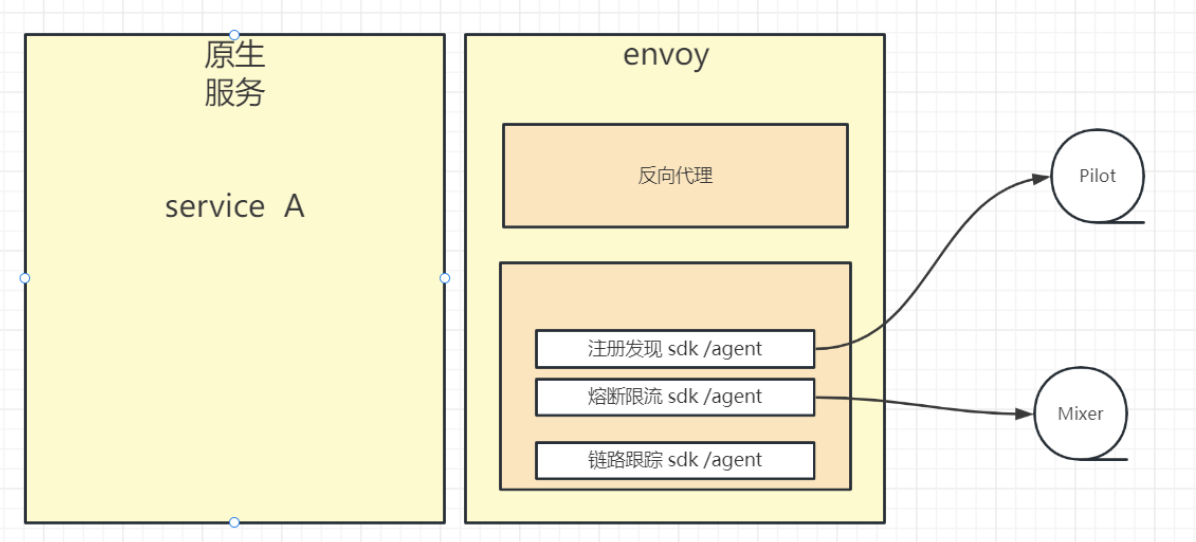 原生
服务
service A
envoy
反向代理
注册发现 sdk /agent
熔断限流 sdk /agent
链路跟踪 sdk /agent
Pilot
Mixer